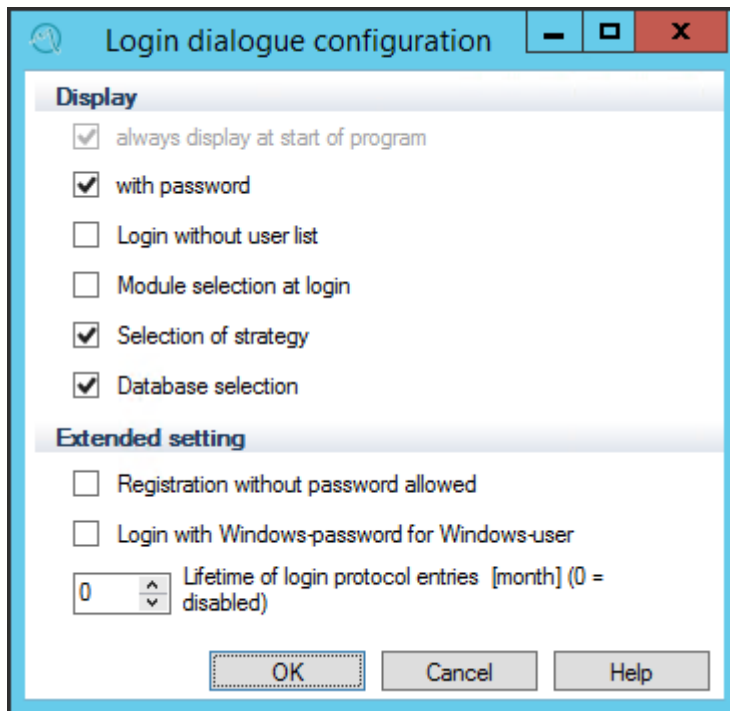 Login dialogue configuration
Display
always display at start of program
with password
Login without user list
Module selection at login
Selection of strategy
Database selection
Extended setting
Registration without password allowed
Login with Windows-password for Windows-user
0 Lifetime of login protocol entries [month] (0 =
disabled)
OK Cancel Help